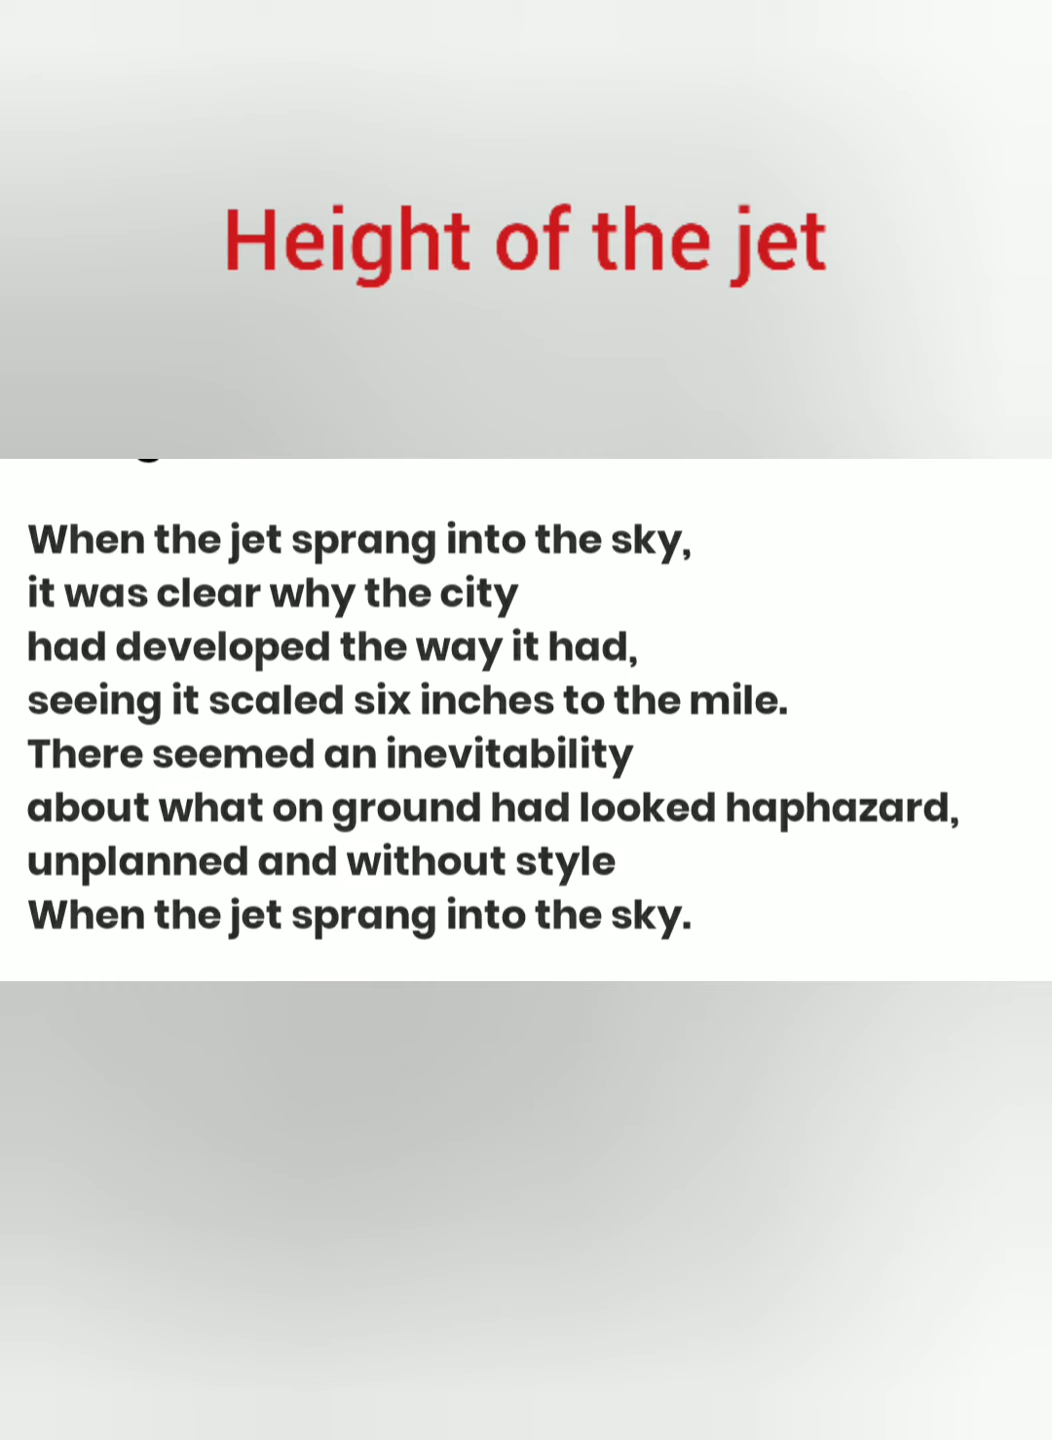 Height of the jet
When the jet sprang into the sky,
it was clear why the city
had developed the way it had,
seeing it scaled six inches to the mile.
There seemed an inevitability
about what on ground had looked haphazard,
unplanned and without style
When the jet sprang into the sky.